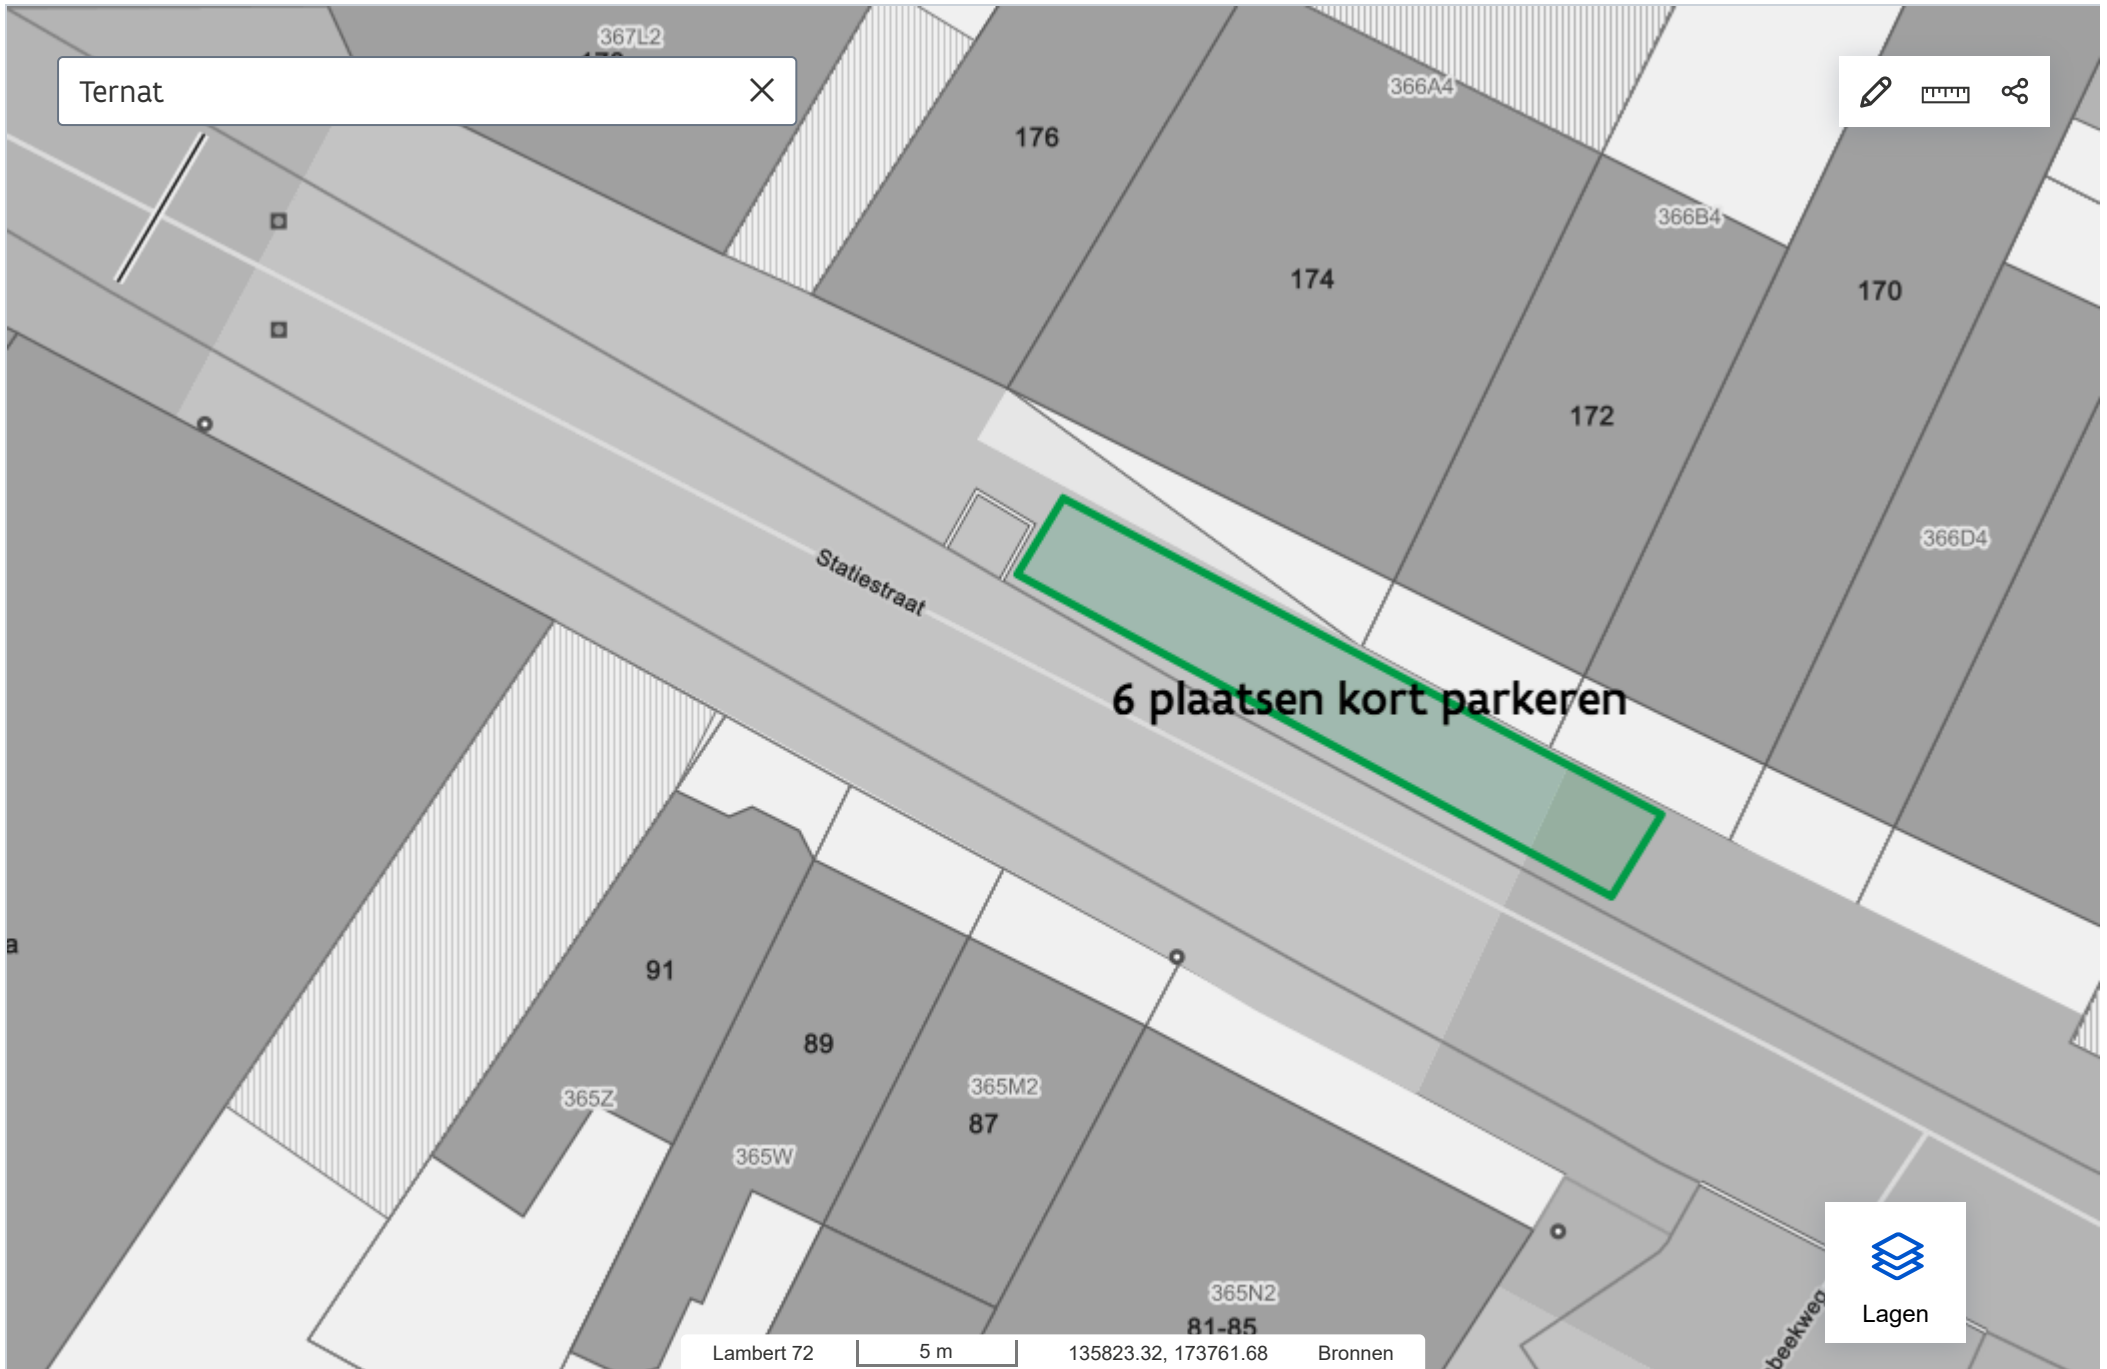 367L2
Ternat
366A4
176
366B4
174
170
172
366D4
Statiestraat
6 plaatsen kort parkeren
a
91
89
365M2
365Z
87
365W
365N2
81-85
beekweg
Lagen
Lambert 72
5 m
135823.32, 173761.68
Bronnen